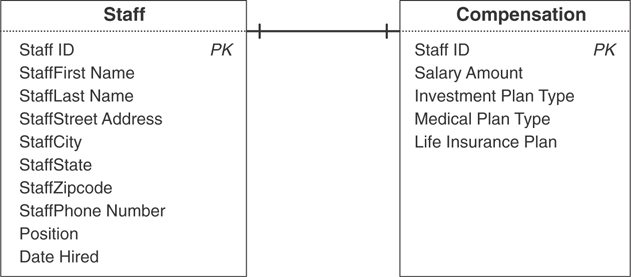 Staff
Staff ID PK
StaffFirst Name
StaffLast Name
StaffStreet Address
StaffCity
StaffState
StaffZipcode
StaffPhone Number
Position
Date Hired
Compensation
Staff ID PK
Salary Amount
Investment Plan Type
Medical Plan Type
Life Insurance Plan